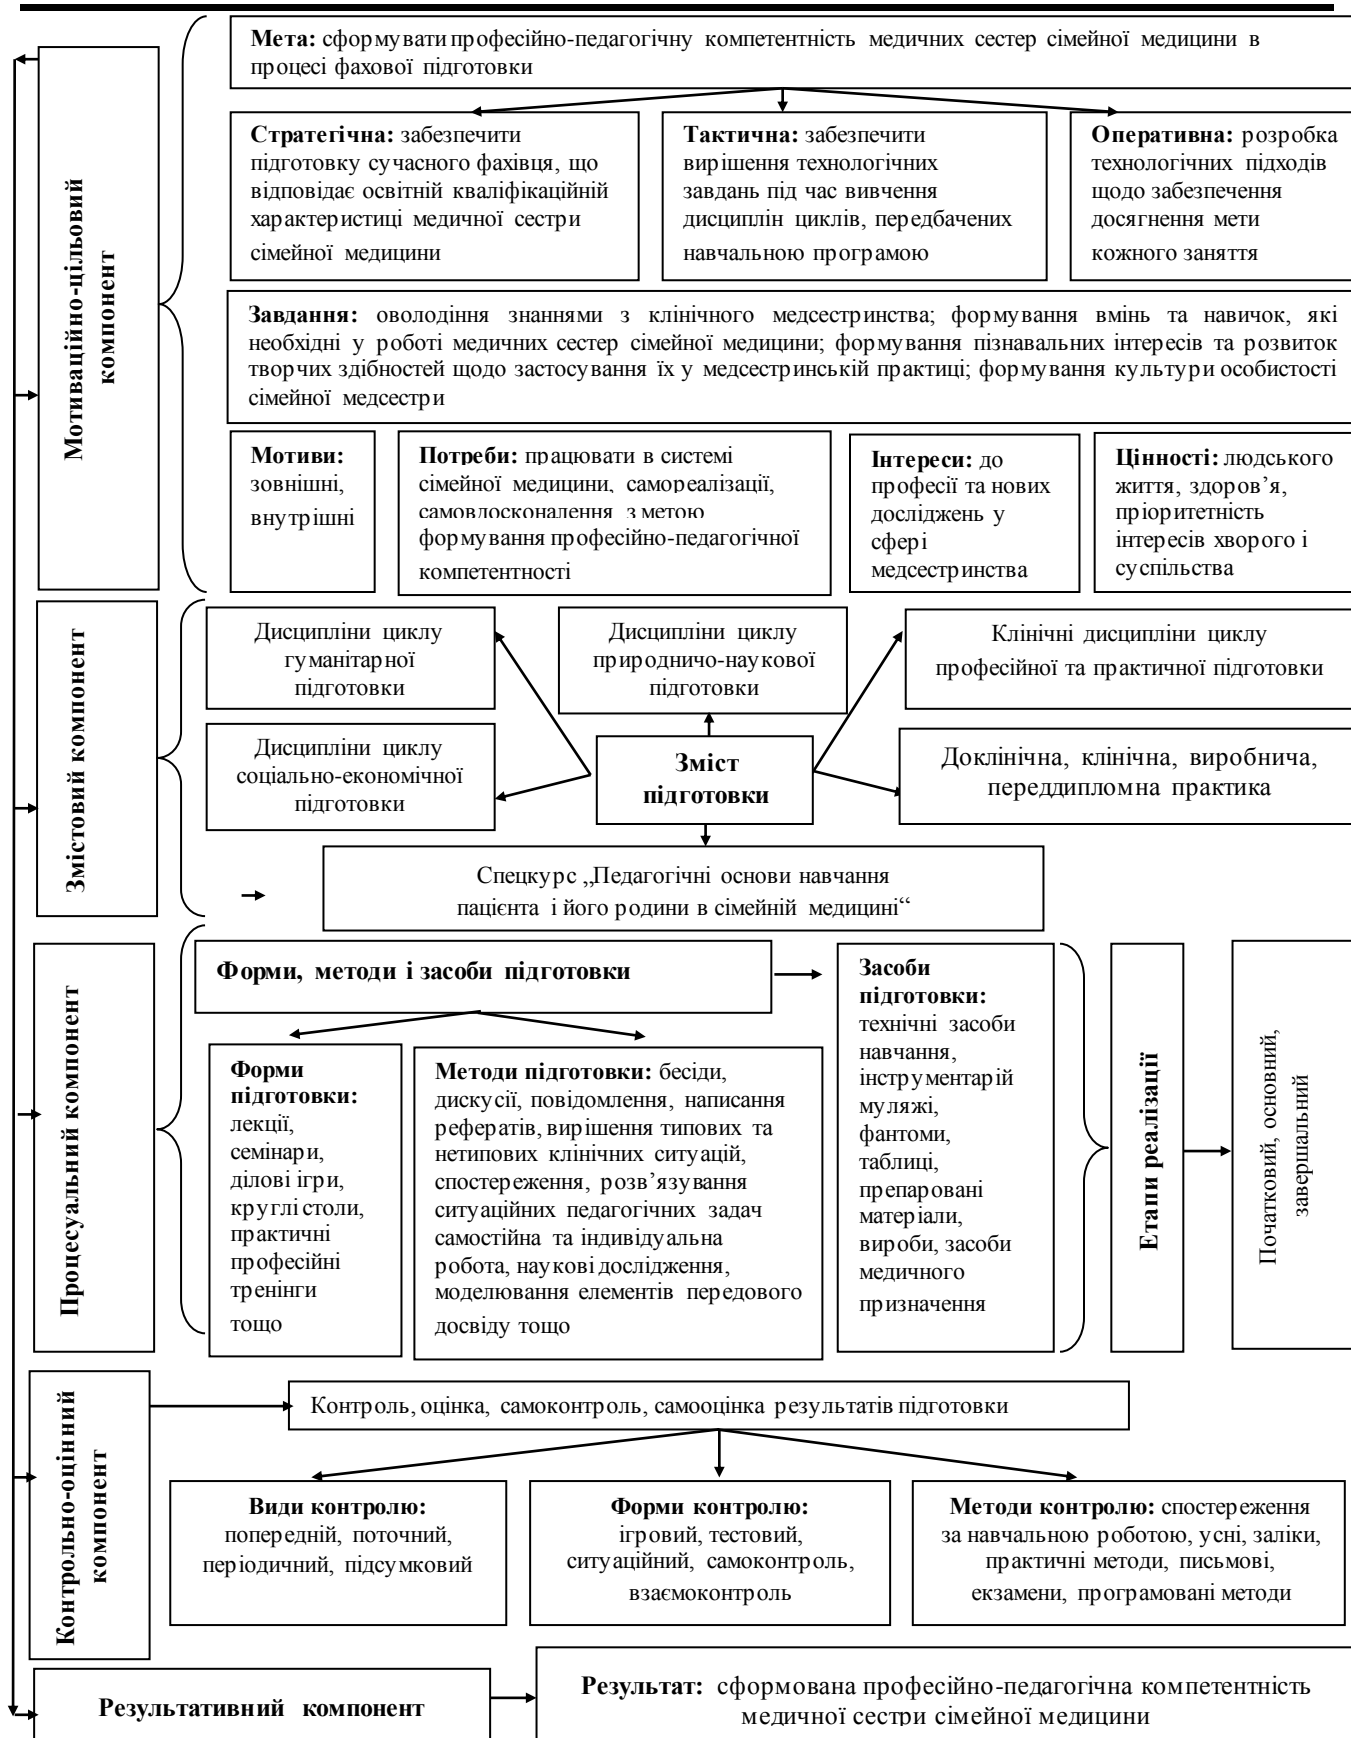 Мета: сформувати професійно-педагогічну компетентність медичних сестер сімейної медицини в
процесі фахової підготовки
Стратегічна: забезпечити
підготовку сучасного фахівця, що
відповідає освітній кваліфікаційній
характеристиці медичної сестри
сімейної медицини
Тактична: забезпечити
вирішення технологічних
завдань під час вивчення
дисциплін циклів, передбачених
навчальною програмою
Оперативна: розробка
технологічних підходів
щодо забезпечення
досягнення мети
кожного заняття
Мотиваційно-цільовий
компонент
Завдання: оволодіння знаннями з клінічного медсестринства; формування вмінь та навичок, які
необхідні у роботі медичних сестер сімейної медицини; формування пізнавальних інтересів та розвиток
творчих здібностей щодо застосування їх у медсестринській практиці; формування культури особистості
сімейної медсестри
Мотиви:
зовнішні,
внутрішні
Потреби: працювати в системі
сімейної медицини, самореалізації,
самовдосконалення з метою
формування професійно-педагогічної
компетентності
Інтереси: до
професії та нових
досліджень у
сфері
медсестринства
Цінності: людського
життя, здоров’я,
пріоритетність
інтересів хворого і
суспільства
Змістовий компонент
Дисципліни циклу
гуманітарної
підготовки
Дисципліни циклу
природничо-наукової
підготовки
Клінічні дисципліни циклу
професійної та практичної підготовки
Дисципліни циклу
соціально-економічної
підготовки
Зміст
підготовки
Доклінічна, клінічна, виробнича,
переддипломна практика
Спецкурс „Педагогічні основи навчання
пацієнта і його родини в сімейній медицині“
Процесуальний компонент
Форми, методи і засоби підготовки
Форми
підготовки:
лекції,
семінари,
ділові ігри,
круглі столи,
практичні
професійні
тренінги
тощо
Методи підготовки: бесіди,
дискусії, повідомлення, написання
рефератів, вирішення типових та
нетипових клінічних ситуацій,
спостереження, розв’язування
ситуаційних педагогічних задач
самостійна та індивідуальна
робота, наукові дослідження,
моделювання елементів передового
досвіду тощо
Засоби
підготовки:
технічні засоби
навчання,
інструментарій
муляжі,
фантоми,
таблиці,
препаровані
матеріали,
вироби, засоби
медичного
призначення
Етапи реалізації
Початковий, основний,
завершальний
Контрольно-оцінний
компонент
Контроль, оцінка, самоконтроль, самооцінка результатів підготовки
Види контролю:
попередній, поточний,
періодичний, підсумковий
Форми контролю:
ігровий, тестовий,
ситуаційний, самоконтроль,
взаємоконтроль
Методи контролю: спостереження
за навчальною роботою, усні, заліки,
практичні методи, письмові,
екзамени, програмовані методи
Результативний компонент
Результат: сформована професійно-педагогічна компетентність
медичної сестри сімейної медицини